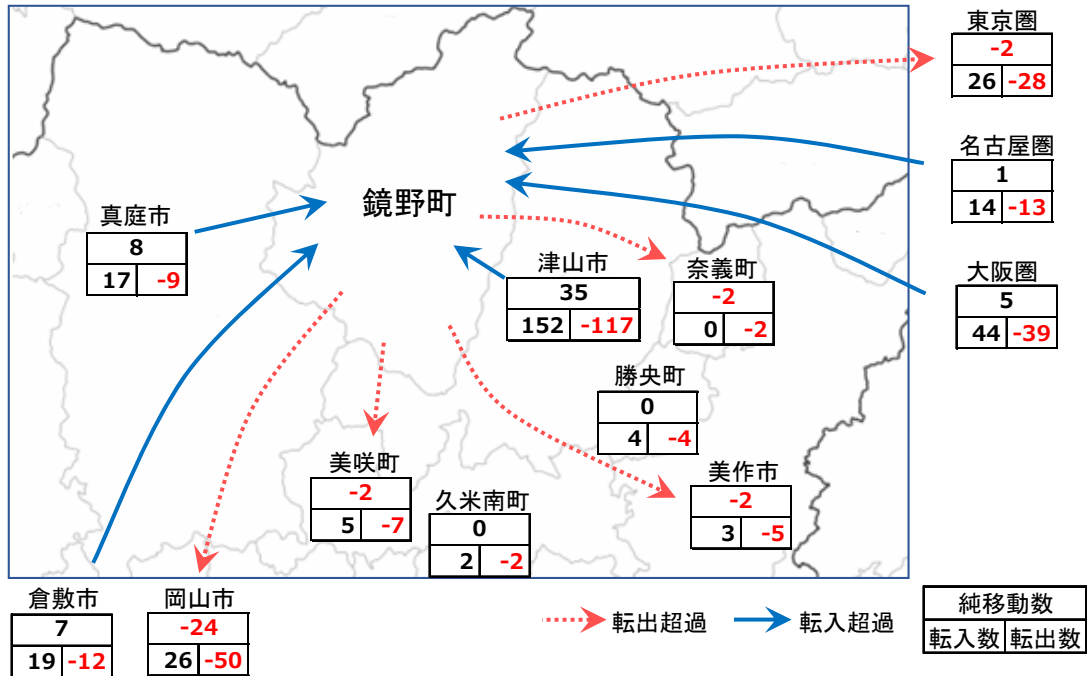 東京圏
-2
26 -28
名古屋圏
1
14 -13
大阪圏
5
44 -39
鏡野町
真庭市
8
17 -9
津山市
35
152 -117
奈義町
-2
0 -2
勝央町
0
4 -4
美作市
-2
3 -5
美咲町
-2
5 -7
久米南町
0
2 -2
倉敷市
7
19 -12
岡山市
-24
26 -50
転出超過
転入超過
純移動数
転入数 転出数